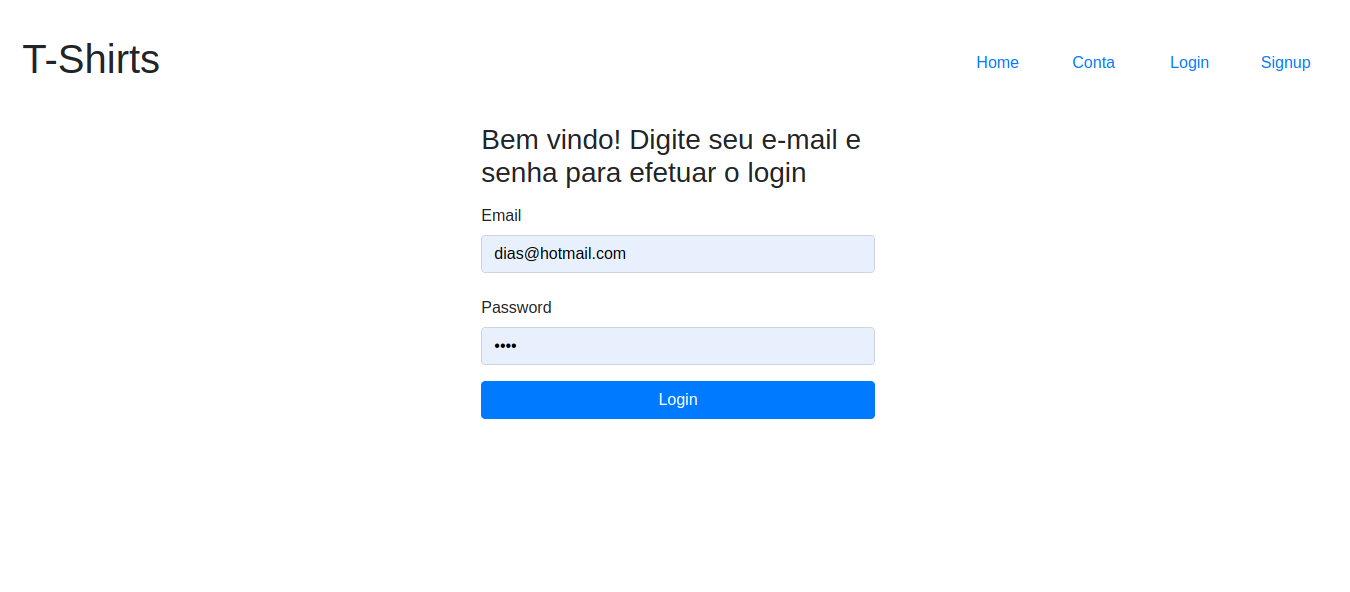 T-Shirts
Home Conta Login Signup
Bem vindo! Digite seu e-mail e
senha para efetuar o login
Email
dias@hotmail.com
Password
••••
Login